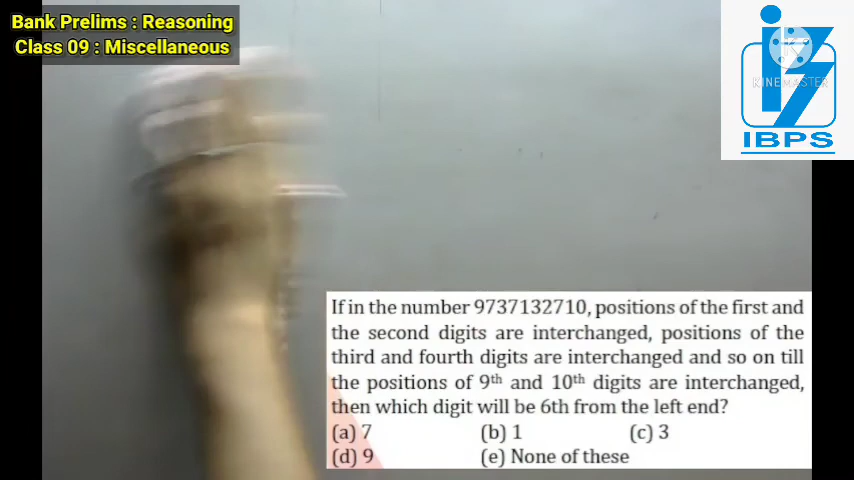 Bank Prelims : Reasoning
Class 09 : Miscellaneous
KINEMASTER
IBPS
If in the number 9737132710, positions of the first and
the second digits are interchanged, positions of the
third and fourth digits are interchanged and so on till
the positions of 9th and 10th digits are interchanged,
then which digit will be 6th from the left end?
(a) 7 (b) 1 (c) 3
(d) 9 (e) None of these